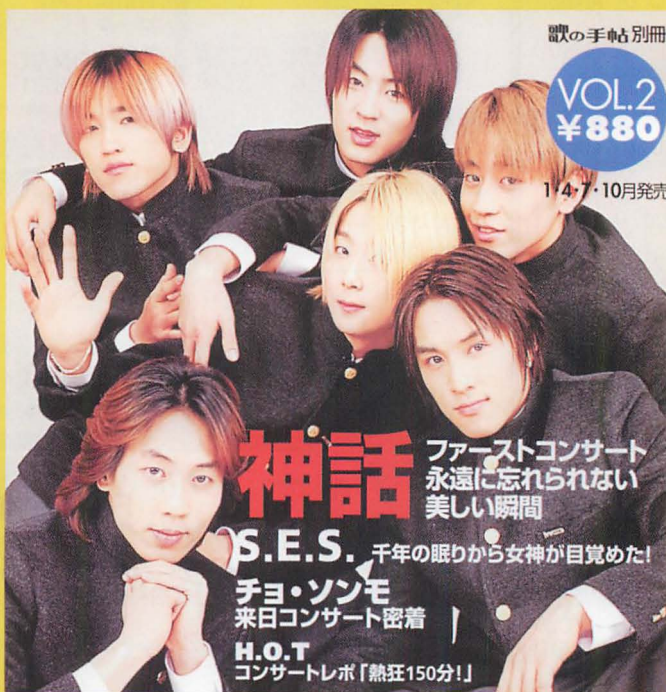 歌の手帖 別冊
VOL.2
¥880
1・4・7・10月発売
神話
ファーストコンサート
永遠に忘れられない
美しい瞬間
S.E.S. 千年の眠りから女神が目覚めた!
チョ・ソンモ
来日コンサート密着
H.O.T
コンサートレポ「熱狂150分!」